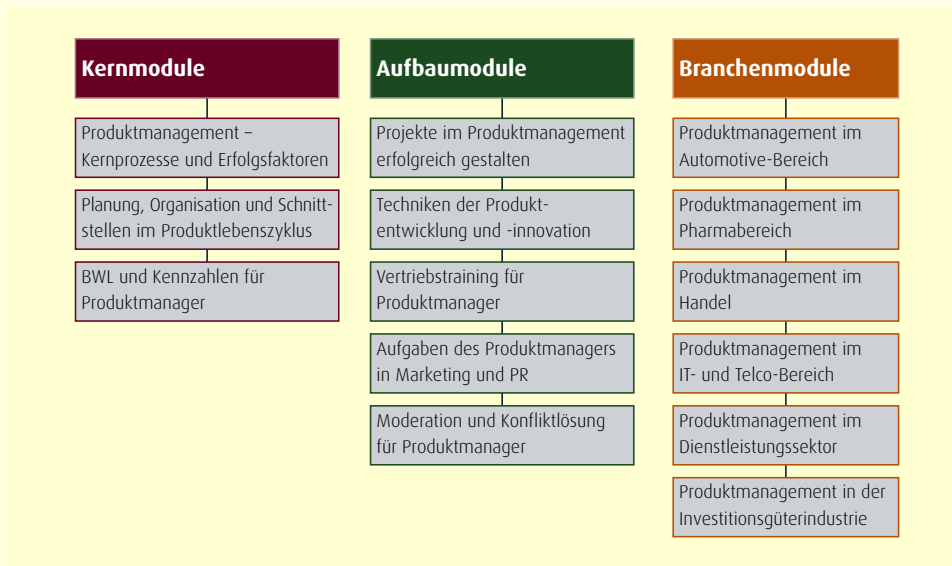 Kernmodule
Produktmanagement –
Kernprozesse und Erfolgsfaktoren
Planung, Organisation und Schnitt-
stellen im Produktlebenszyklus
BWL und Kennzahlen für
Produktmanager
Aufbaumodule
Projekte im Produktmanagement
erfolgreich gestalten
Techniken der Produkt-
entwicklung und -innovation
Vertriebstraining für
Produktmanager
Aufgaben des Produktmanagers
in Marketing und PR
Moderation und Konfliktlösung
für Produktmanager
Branchenmodule
Produktmanagement im
Automotive-Bereich
Produktmanagement im
Pharmabereich
Produktmanagement im
Handel
Produktmanagement im
IT- und Telco-Bereich
Produktmanagement im
Dienstleistungssektor
Produktmanagement in der
Investitionsgüterindustrie